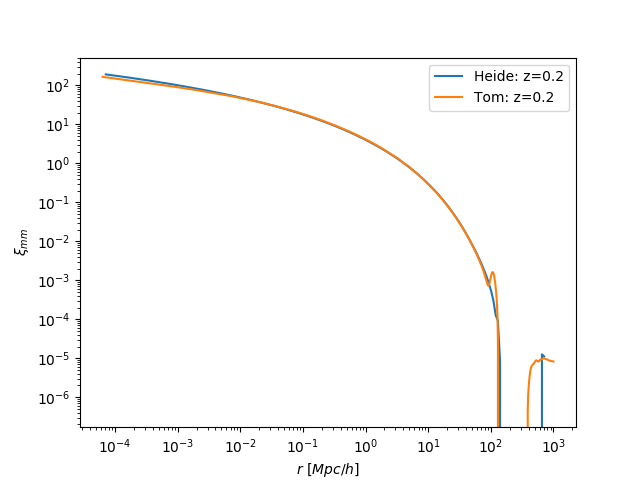 Heide: z=0.2
Tom: z=0.2
10²
10¹
10⁰
10⁻¹
10⁻²
10⁻³
10⁻⁴
10⁻⁵
10⁻⁶
ξₘₘ
10⁻⁴ 10⁻³ 10⁻² 10⁻¹ 10⁰ 10¹ 10² 10³
r [Mpc/h]